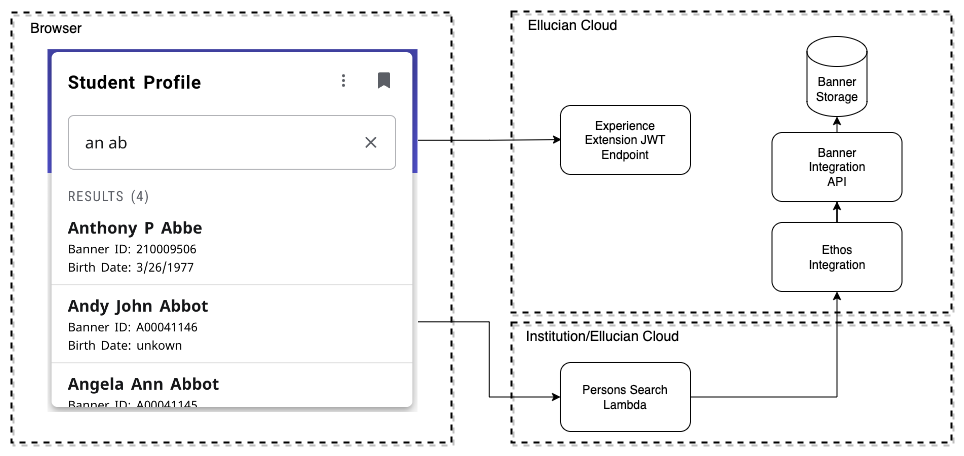 Browser
Student Profile
an ab
RESULTS (4)
Anthony P Abbe
Banner ID: 210009506
Birth Date: 3/26/1977
Andy John Abbot
Banner ID: A00041146
Birth Date: unkown
Angela Ann Abbot
Banner ID: A00041145
Ellucian Cloud
Experience
Extension JWT
Endpoint
Banner
Storage
Banner
Integration
API
Ethos
Integration
Institution/Ellucian Cloud
Persons Search
Lambda